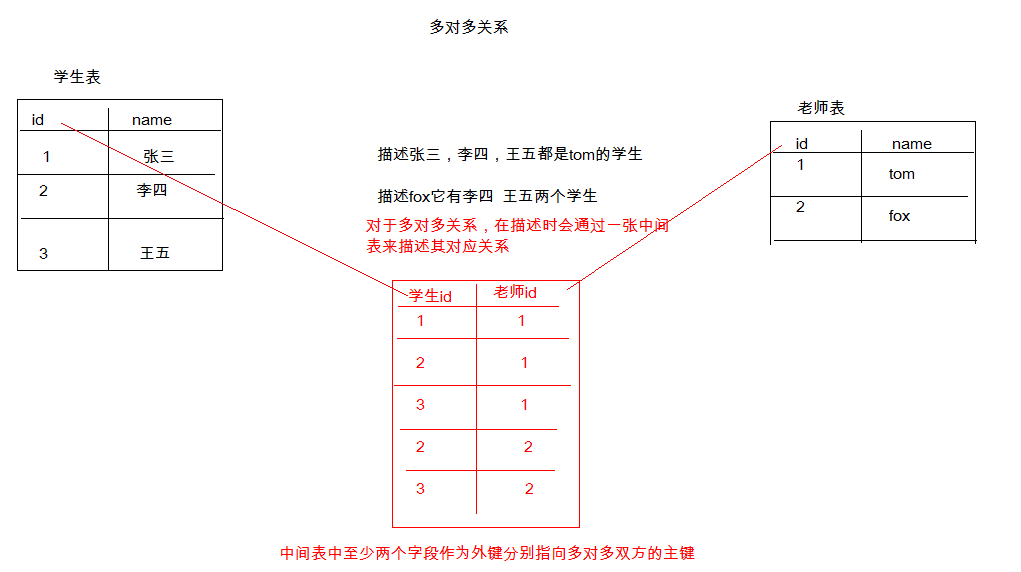 多对多关系
学生表
id name
1 张三
2 李四
3 王五
描述张三，李四，王五都是tom的学生
描述fox它有李四 王五两个学生
对于多对多关系，在描述时会通过一张中间
表来描述其对应关系
老师表
id name
1 tom
2 fox
学生id 老师id
1 1
2 1
3 1
2 2
3 2
中间表中至少两个字段作为外键分别指向多对多双方的主键